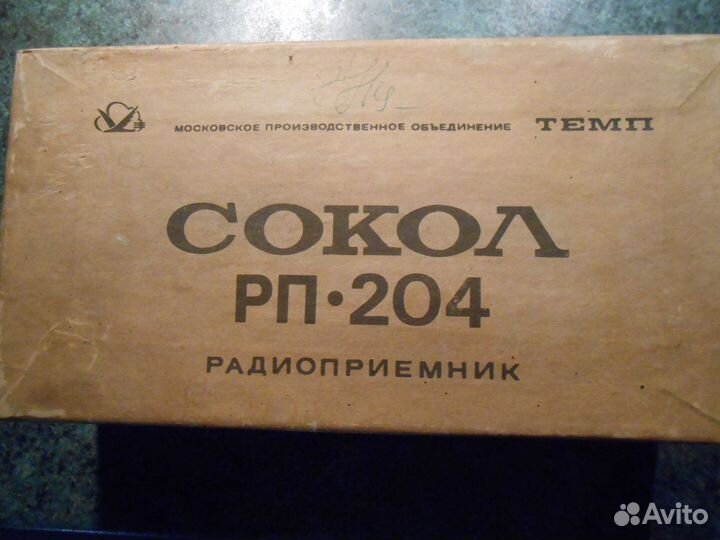 МОСКОВСКОЕ ПРОИЗВОДСТВЕННОЕ ОБЪЕДИНЕНИЕ ТЕМП
СОКОЛ
РП·204
РАДИОПРИЕМНИК
Avito